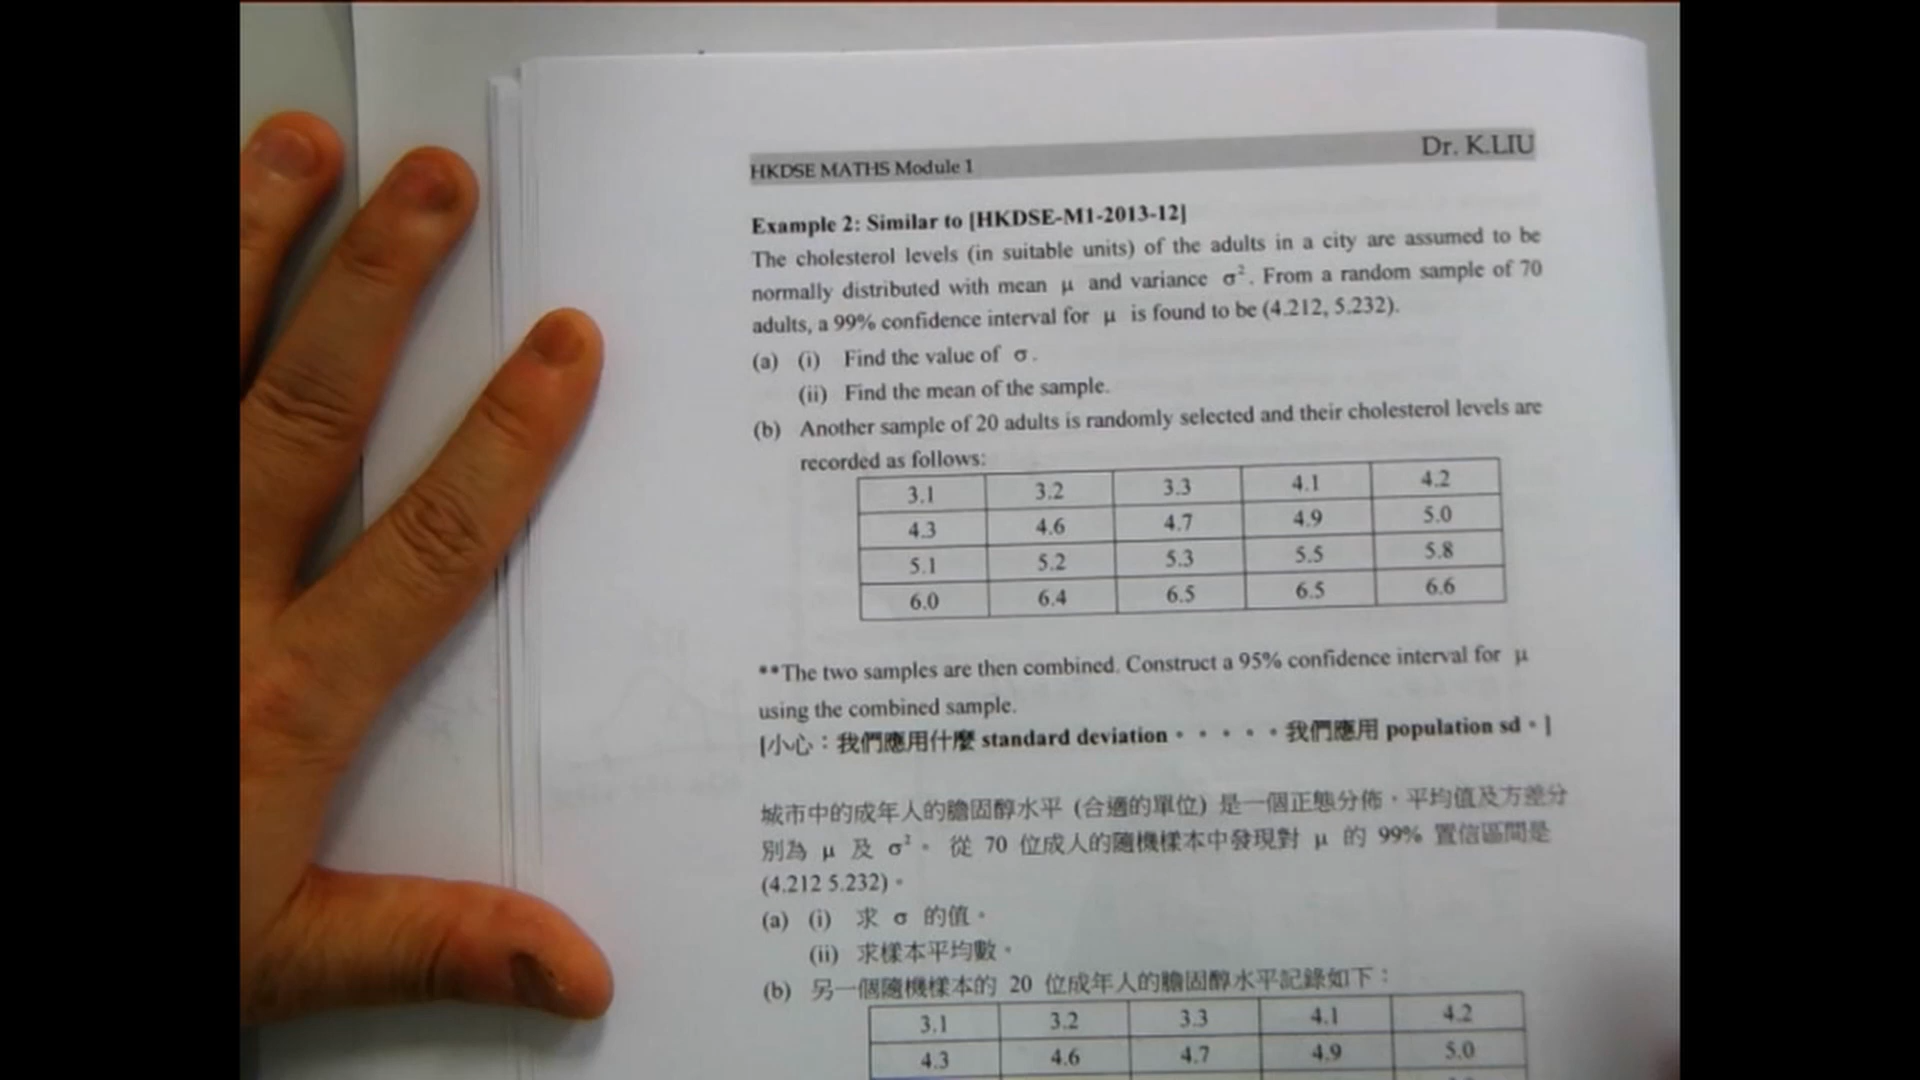 HKDSE MATHS Module 1 Dr. K.LIU
Example 2: Similar to [HKDSE-M1-2013-12]
The cholesterol levels (in suitable units) of the adults in a city are assumed to be
normally distributed with mean μ and variance σ². From a random sample of 70
adults, a 99% confidence interval for μ is found to be (4.212, 5.232).
(a) (i) Find the value of σ.
(ii) Find the mean of the sample.
(b) Another sample of 20 adults is randomly selected and their cholesterol levels are
recorded as follows:
3.1 3.2 3.3 4.1 4.2
4.3 4.6 4.7 4.9 5.0
5.1 5.2 5.3 5.5 5.8
6.0 6.4 6.5 6.5 6.6
**The two samples are then combined. Construct a 95% confidence interval for μ
using the combined sample.
[小心：我們應用什麼 standard deviation。。。。。我們應用 population sd。]
城市中的成年人的膽固醇水平 (合適的單位) 是一個正態分佈，平均值及方差分
別為 μ 及 σ²。 從 70 位成人的隨機樣本中發現對 μ 的 99% 置信區間是
(4.212 5.232)。
(a) (i) 求 σ 的值。
(ii) 求樣本平均數。
(b) 另一個隨機樣本的 20 位成年人的膽固醇水平記錄如下：
3.1 3.2 3.3 4.1 4.2
4.3 4.6 4.7 4.9 5.0